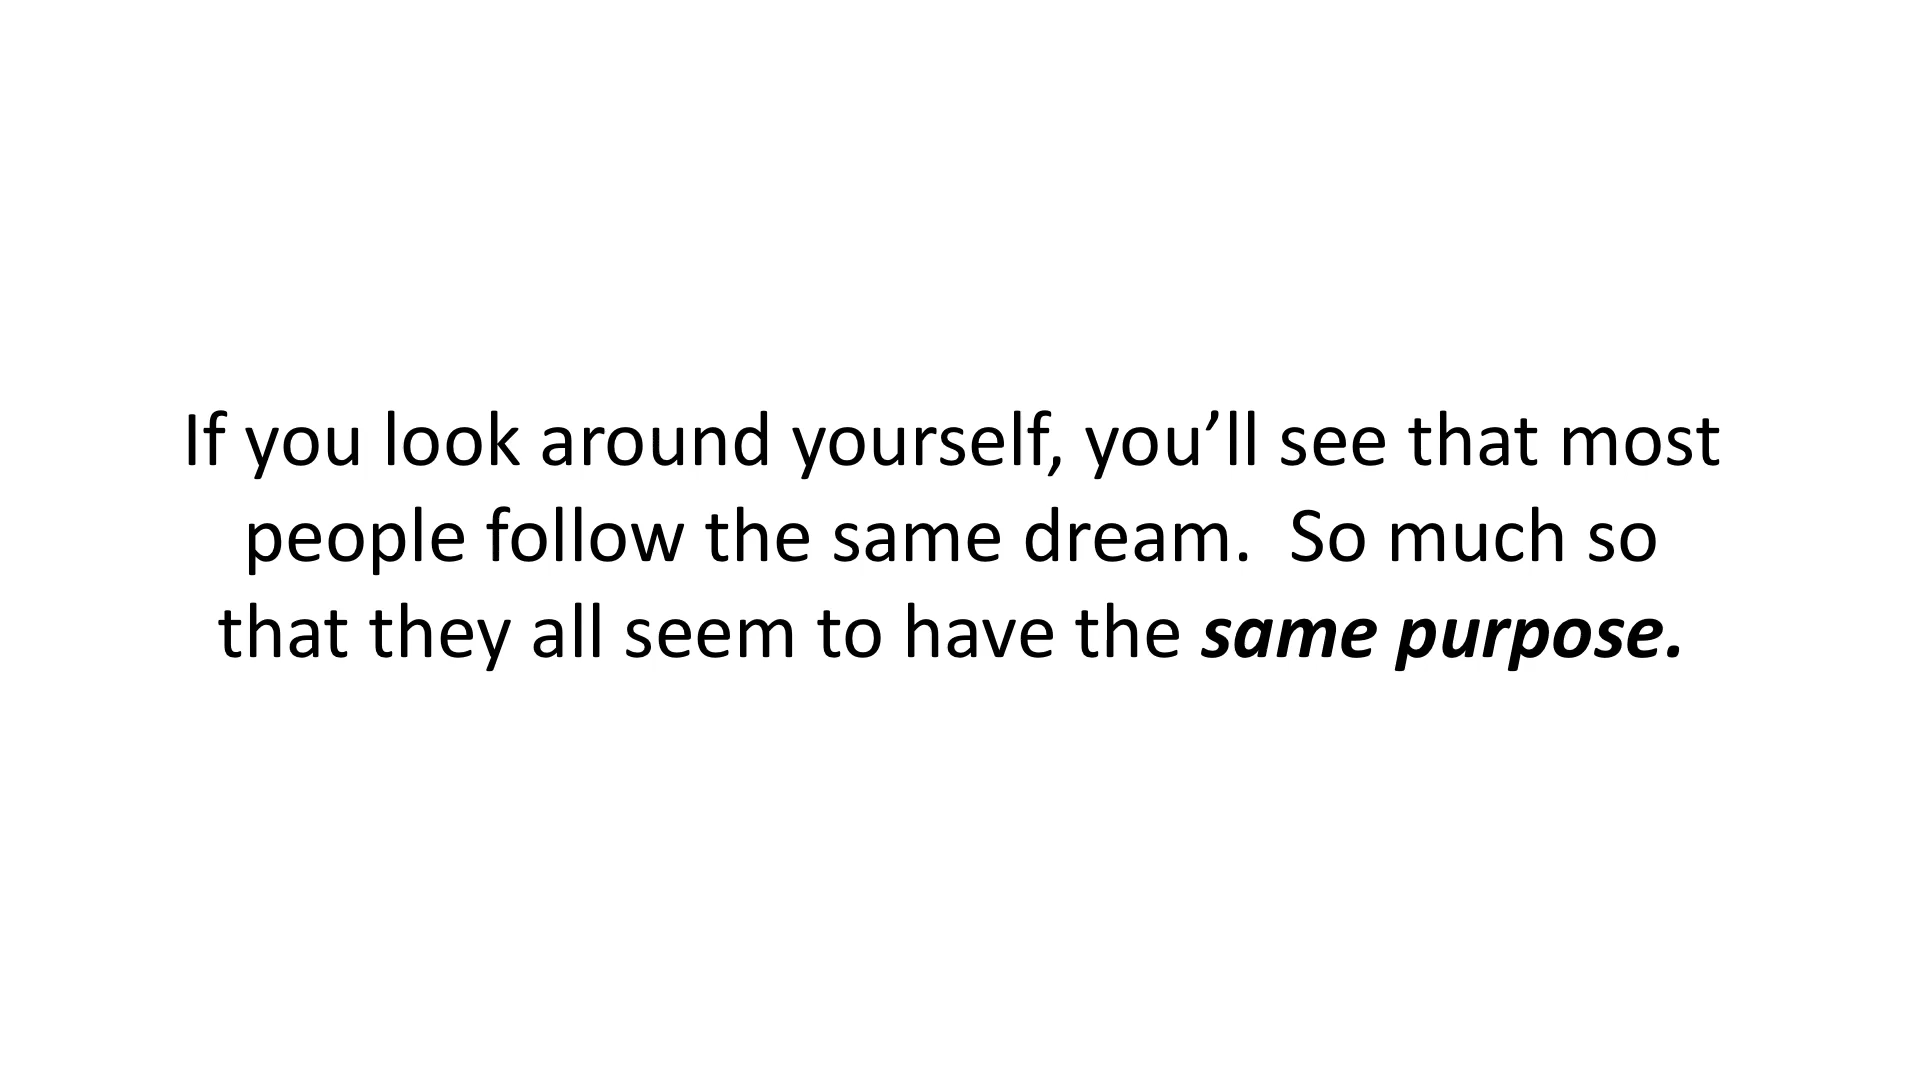 If you look around yourself, you’ll see that most
people follow the same dream.  So much so
that they all seem to have the same purpose.